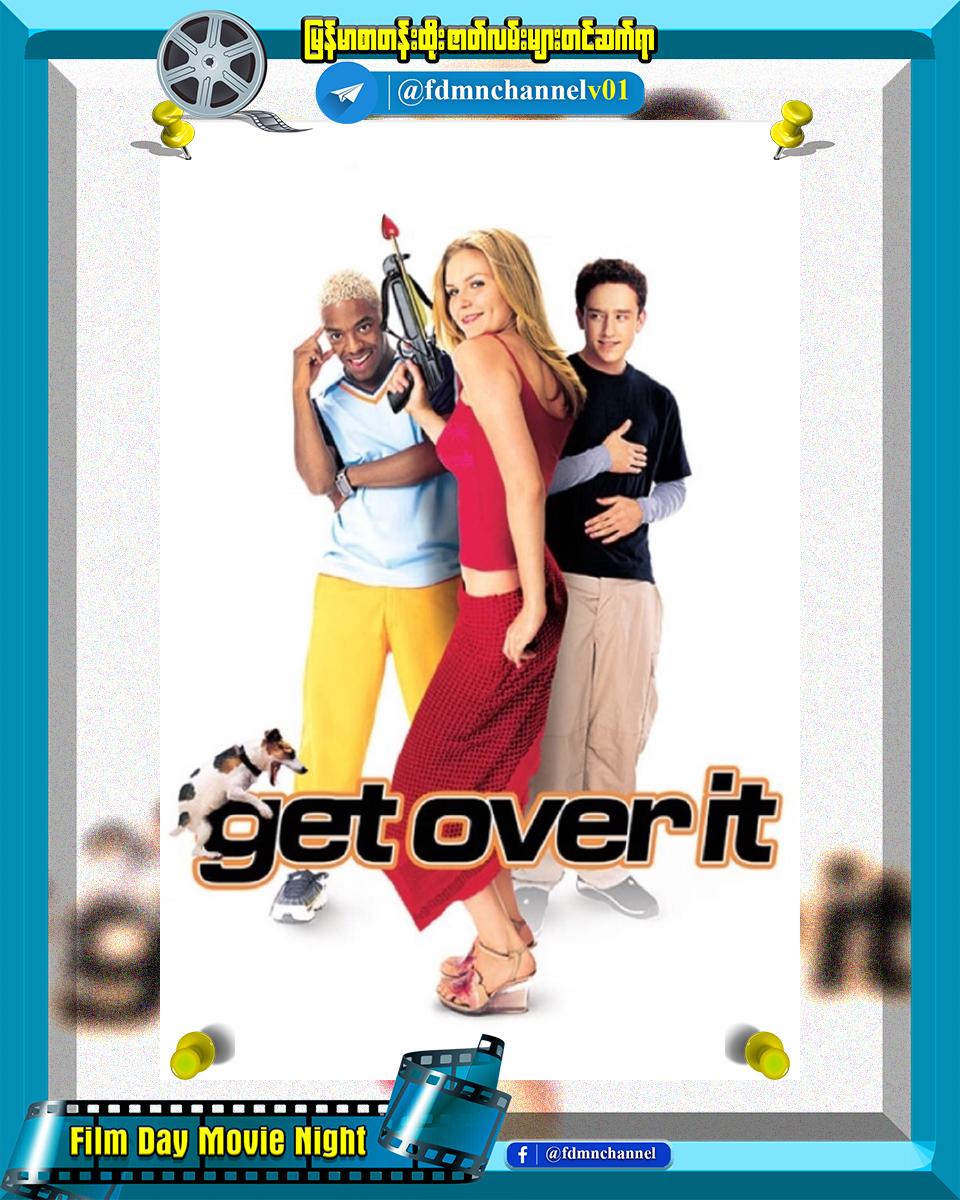 မြန်မာစာတန်းထိုးဇာတ်လမ်းများတင်ဆက်ရာ
@fdmnchannelv01
get over it
g
it
Film Day Movie Night
f @fdmnchannel